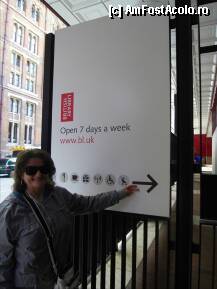 (c) AmFostAcolo.ro
BRITISH
LIBRARY
Open 7 days a week
www.bl.uk